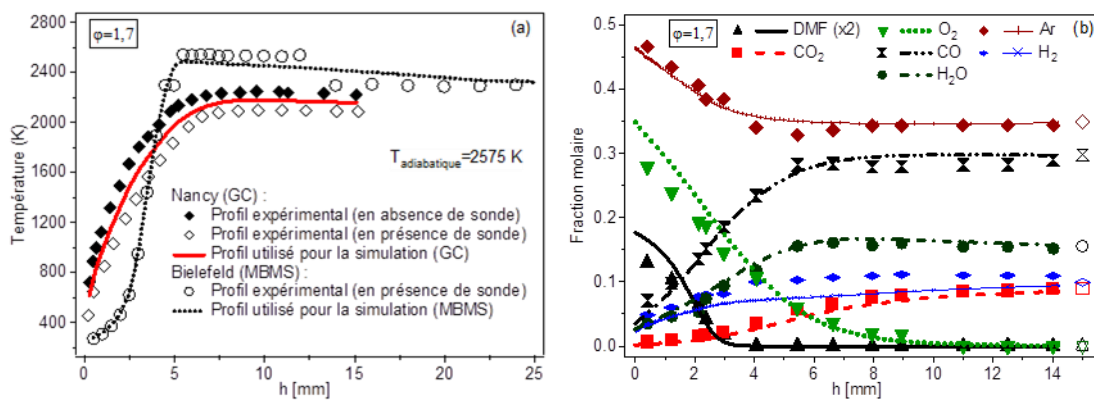 2800
2400
2000
1600
1200
800
400
Température (K)
φ=1,7
(a)
T adiabatique=2575 K
Nancy (GC) :
Profil expérimental (en absence de sonde)
Profil expérimental (en présence de sonde)
Profil utilisé pour la simulation (GC)
Bielefeld (MBMS) :
Profil expérimental (en présence de sonde)
Profil utilisé pour la simulation (MBMS)
0 5 10 15 20 25
h [mm]
0.5
0.4
0.3
0.2
0.1
0.0
Fraction molaire
φ=1,7
(b)
DMF (x2) O2 Ar
CO2 CO H2
H2O
0 2 4 6 8 10 12 14
h [mm]